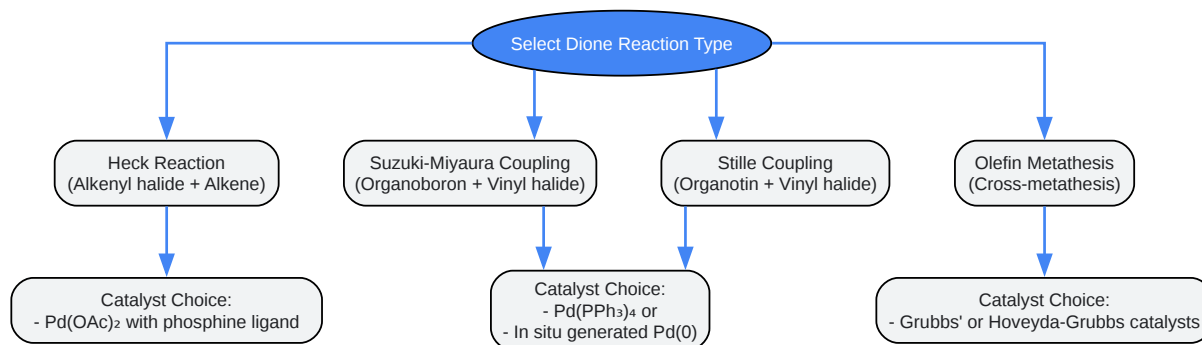 Select Dione Reaction Type
Heck Reaction
(Alkenyl halide + Alkene)
Suzuki-Miyaura Coupling
(Organoboron + Vinyl halide)
Stille Coupling
(Organotin + Vinyl halide)
Olefin Metathesis
(Cross-metathesis)
Catalyst Choice:
- Pd(OAc)₂ with phosphine ligand
Catalyst Choice:
- Pd(PPh₃)₄ or
- In situ generated Pd(0)
Catalyst Choice:
- Grubbs' or Hoveyda-Grubbs catalysts